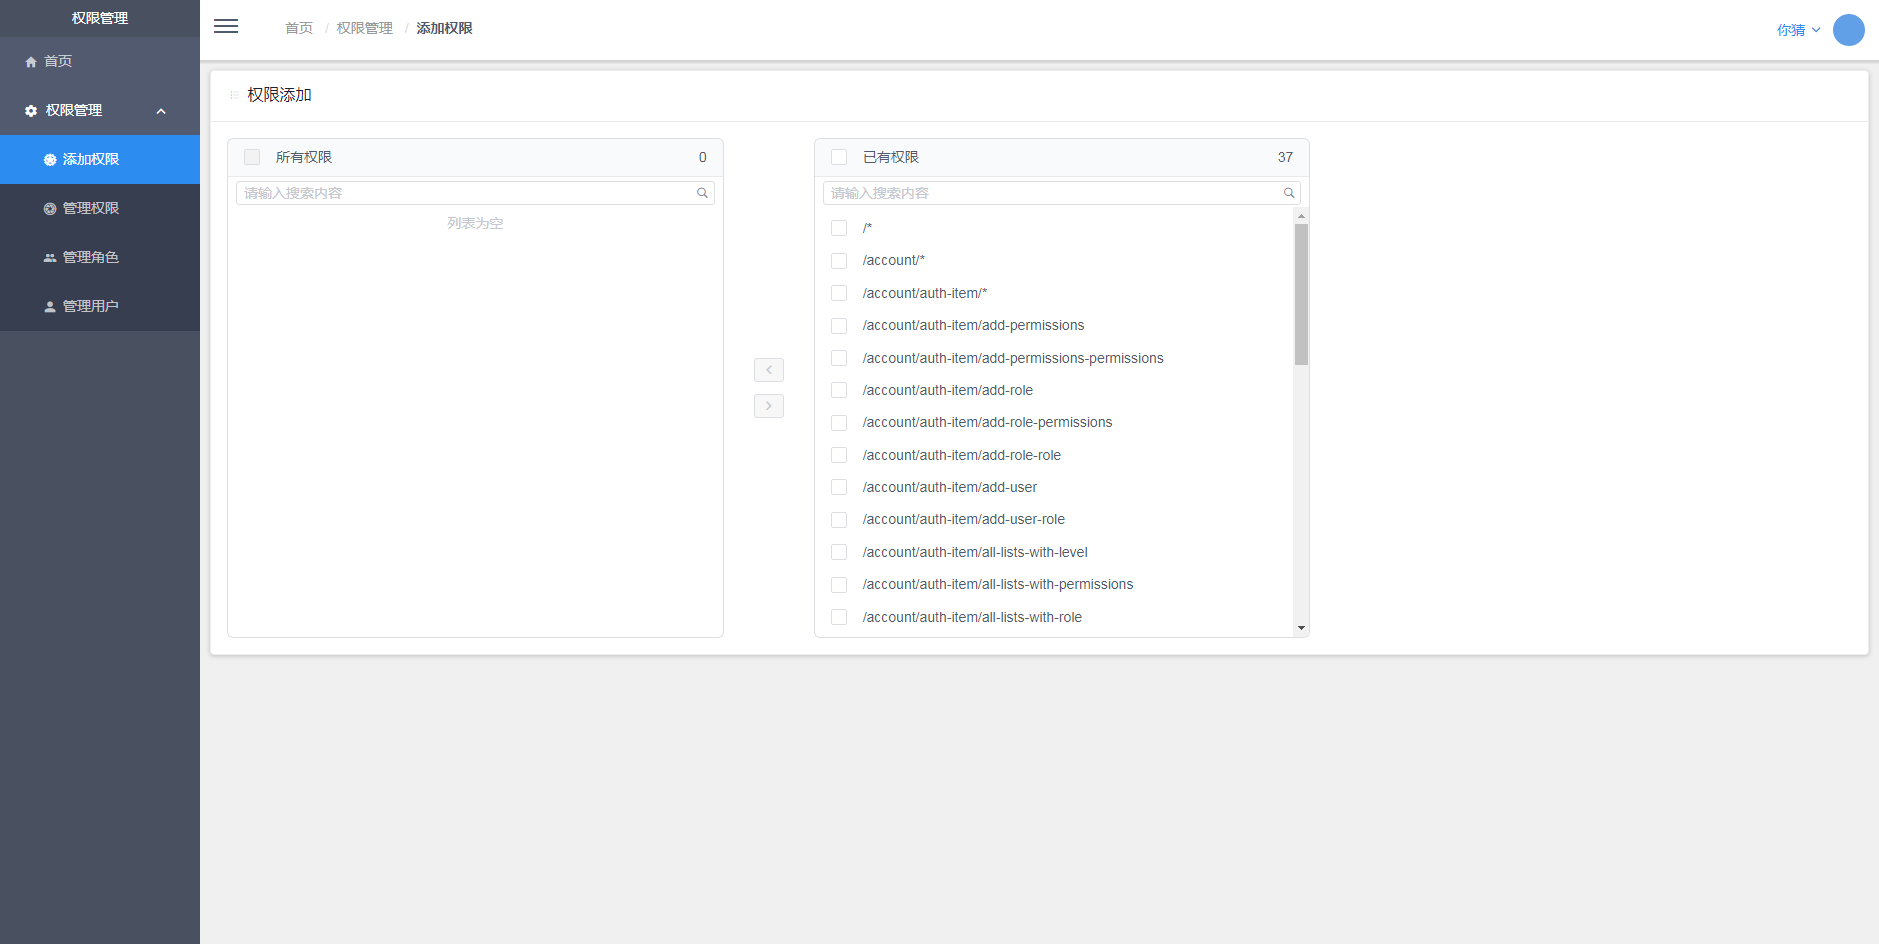 权限管理
首页
权限管理
添加权限
管理权限
管理角色
管理用户
首页 / 权限管理 / 添加权限
你猜
权限添加
所有权限 0
请输入搜索内容
列表为空
已有权限 37
请输入搜索内容
/*
/account/*
/account/auth-item/*
/account/auth-item/add-permissions
/account/auth-item/add-permissions-permissions
/account/auth-item/add-role
/account/auth-item/add-role-permissions
/account/auth-item/add-role-role
/account/auth-item/add-user
/account/auth-item/add-user-role
/account/auth-item/all-lists-with-level
/account/auth-item/all-lists-with-permissions
/account/auth-item/all-lists-with-role